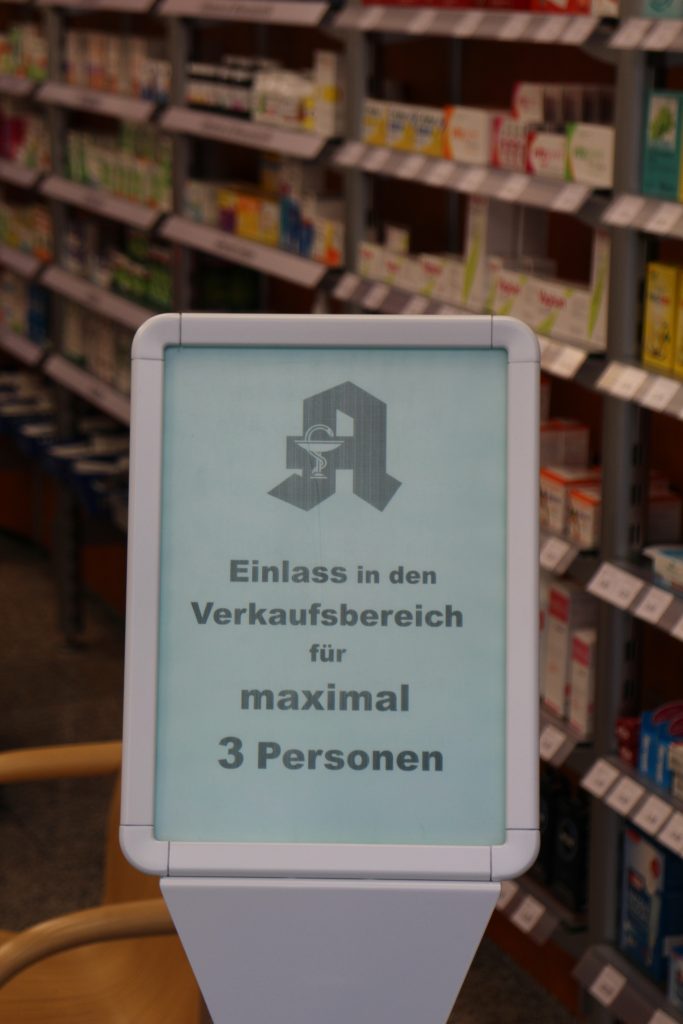 Einlass in den
Verkaufsbereich
für
maximal
3 Personen